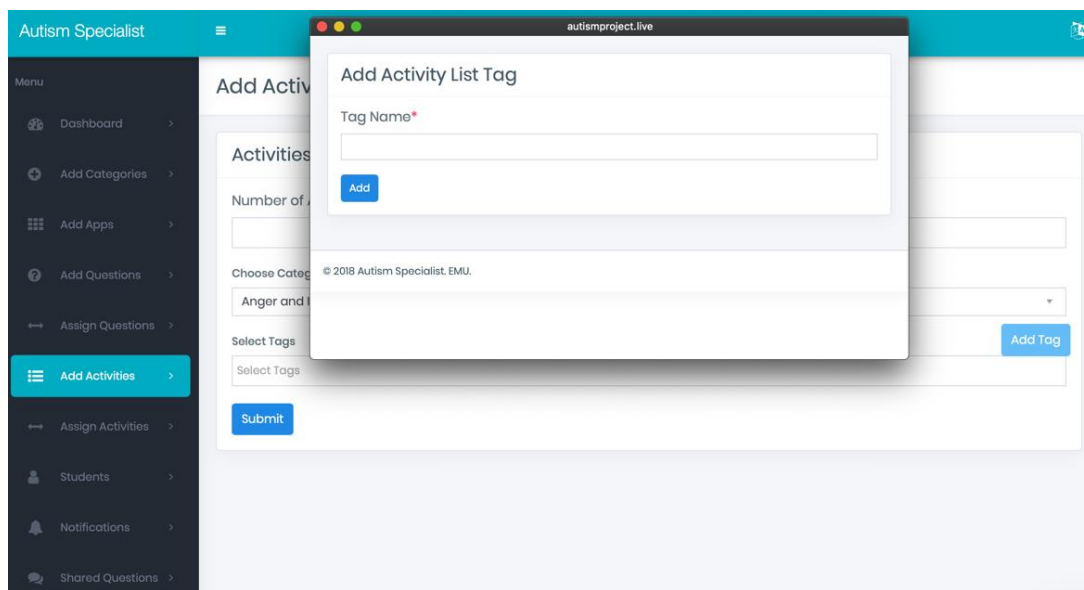 Autism Specialist
Menu
Dashboard
Add Categories
Add Apps
Add Questions
Assign Questions
Add Activities
Assign Activities
Students
Notifications
Shared Questions
autismproject.live
Add Activity List Tag
Tag Name*
Add
© 2018 Autism Specialist. EMU.
Add Activ
Activities
Number of
Choose Categ
Anger and
Select Tags
Add Tag
Select Tags
Submit